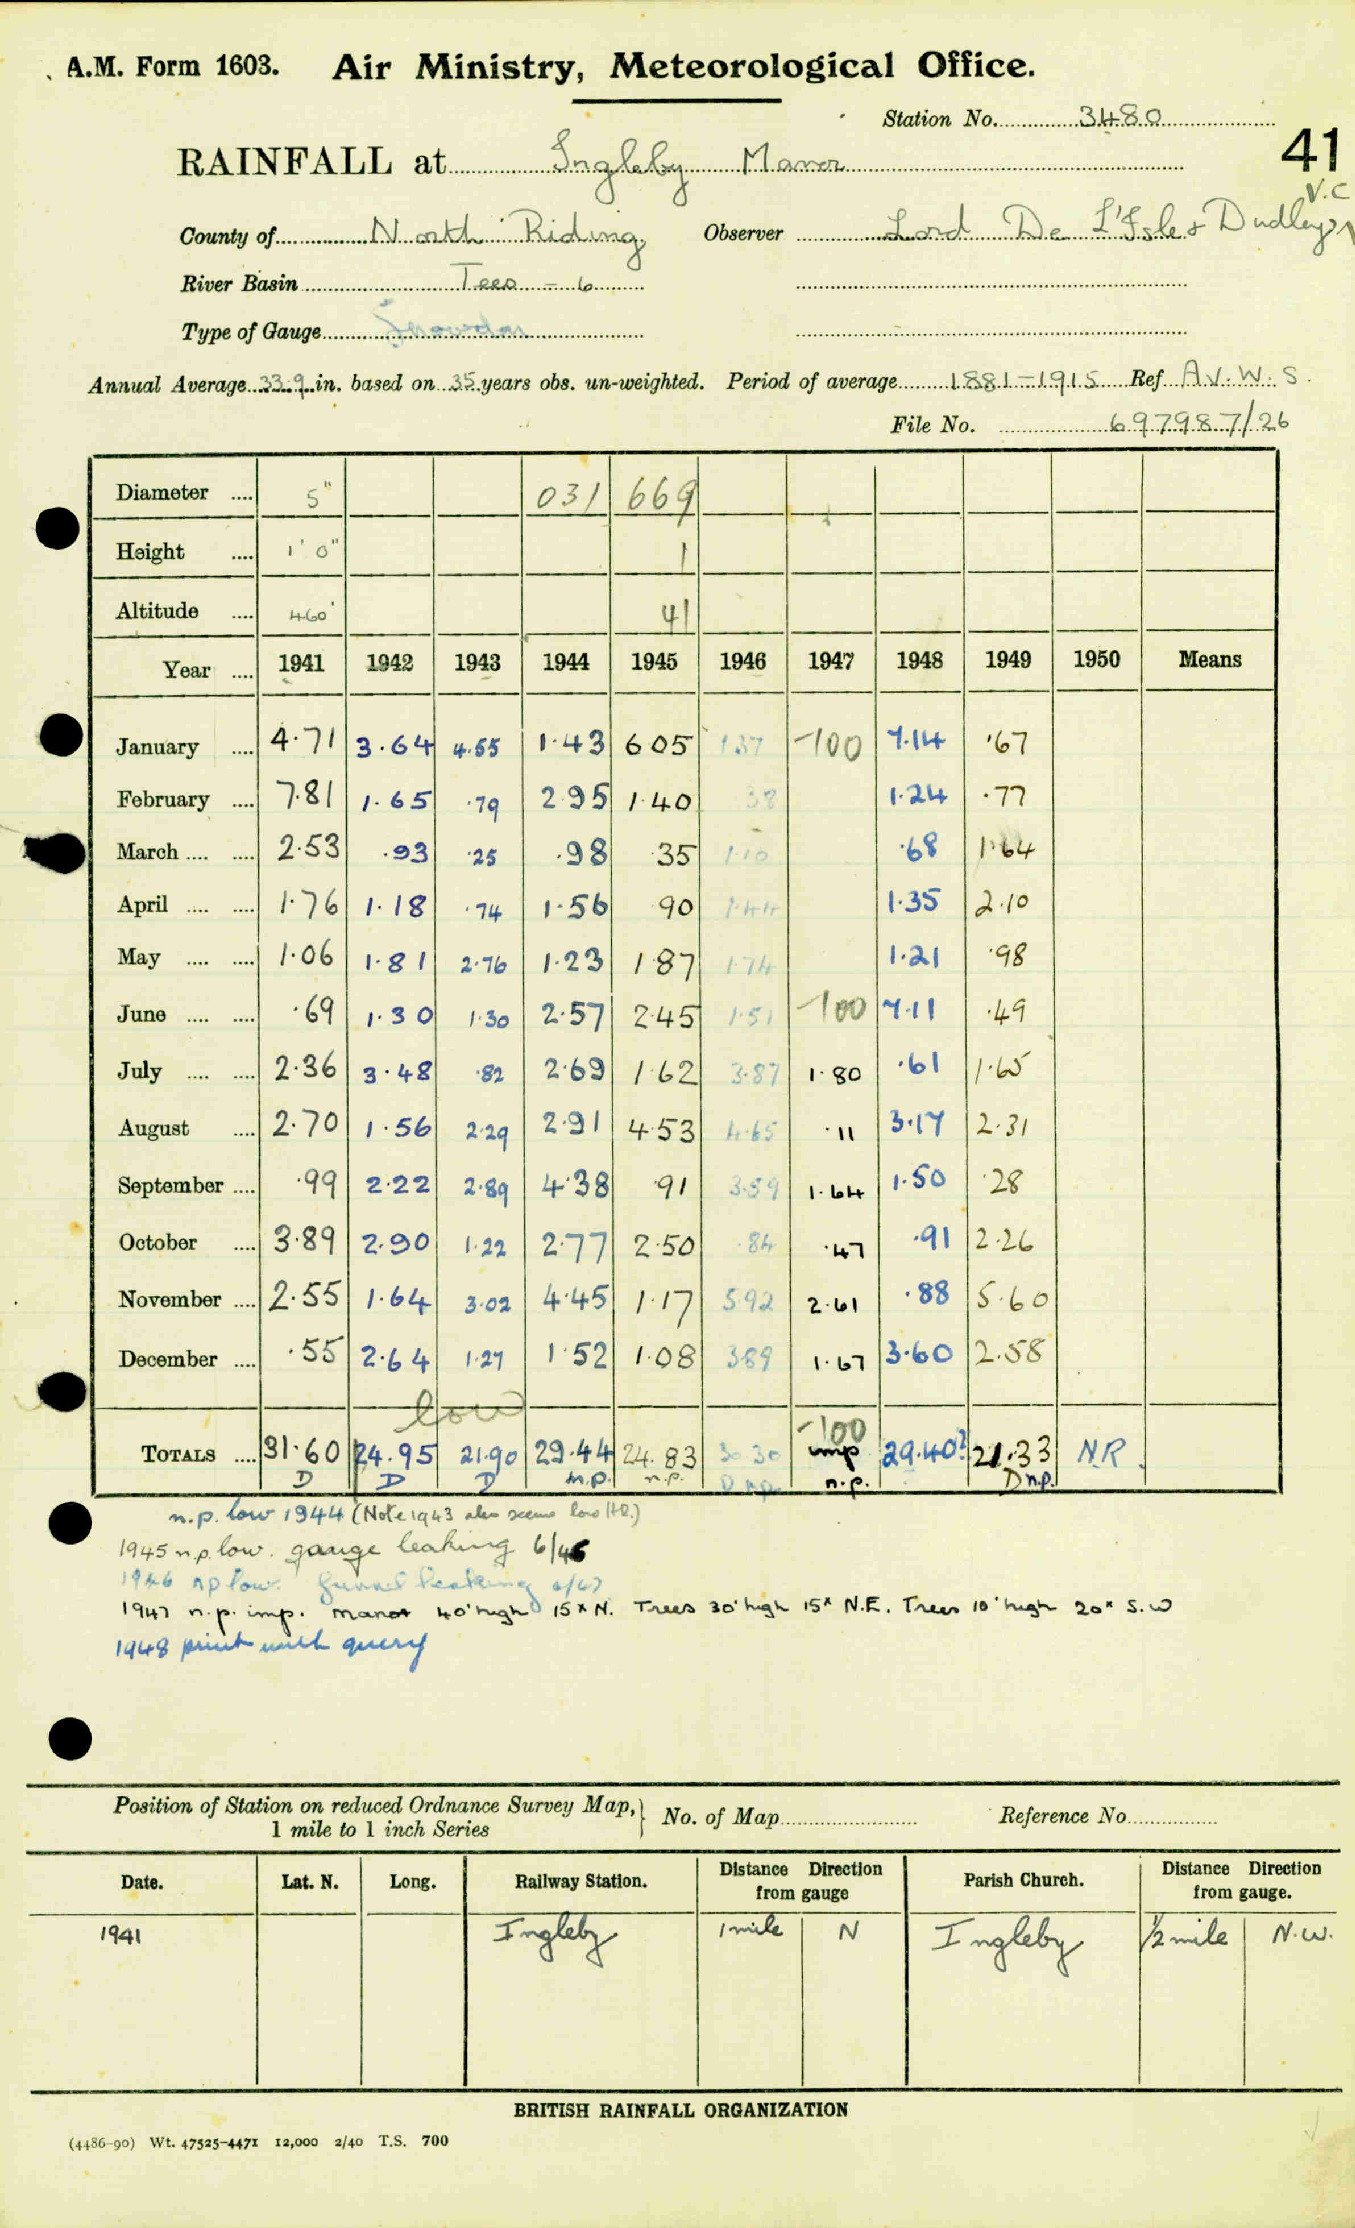 A.M. Form 1603. Air Ministry, Meteorological Office.
Station No. 3480
41
RAINFALL at Ingleby Manor
V.C
County of North Riding Observer Lord De L'Isle & Dudley
River Basin Tees - 6
Type of Gauge Snowdon
Annual Average 33.9 in. based on 35 years obs. un-weighted. Period of average 1881-1915 Ref. Av. W. S.
File No. 697987/26
Diameter .... 5" 031 669
Height .... 1' 0" 1
Altitude .... 460' 41
Year .... 1941 1942 1943 1944 1945 1946 1947 1948 1949 1950 Means
January .... 4.71 3.64 4.55 1.43 6 05 1 37 -100 7.14 .67
February .... 7.81 1.65 .79 2.95 1.40 38 1.24 .77
March .... .... 2.53 .93 .25 .98 .35 1.10 .68 1.64
April .... .... 1.76 1.18 .74 1.56 .90 1.44 1.35 2.10
May .... .... 1.06 1.81 2.76 1.23 1 87 1.74 1.21 .98
June .... .... .69 1.30 1.30 2.57 2.45 1.51 -100 7.11 .49
July .... .... 2.36 3.48 .82 2.69 1.62 3.87 1.80 .61 1.65
August .... 2.70 1.56 2.29 2.91 4.53 4.65 .11 3.17 2.31
September .... .99 2.22 2.89 4.38 .91 3.59 1.64 1.50 .28
October .... 3.89 2.90 1.22 2.77 2.50 .84 .47 .91 2.26
November .... 2.55 1.64 3.02 4.45 1.17 5.92 2.61 .88 5.60
December .... .55 2.64 1.27 1.52 1.08 3.89 1.67 3.60 2.58
low -100
TOTALS .... 31.60 24.95 21.90 29.44 24.83 30.30 imp 29.40? 21.33 N.R.
D D D n.p. n.p. D n.p. n.p. D n.p.
n.p. low 1944 (Note 1943 also seems low
1945 n.p. low. gauge leaking 6/46
1946 n.p low. funnel leaking 6/47
1947 n.p. imp. Manor 40' high 15ˣ N. Trees 30' high 15ˣ N.E. Trees 10' high 20ˣ S.W
1948 print with query
Position of Station on reduced Ordnance Survey Map, 1 mile to 1 inch Series } No. of Map Reference No.
Date. Lat. N. Long. Railway Station. Distance Direction from gauge Parish Church. Distance Direction from gauge.
1941 Ingleby 1 mile N Ingleby 1/2 mile N.W.
BRITISH RAINFALL ORGANIZATION
(4486-90) Wt. 47525-4471 12,000 2/40 T.S. 700